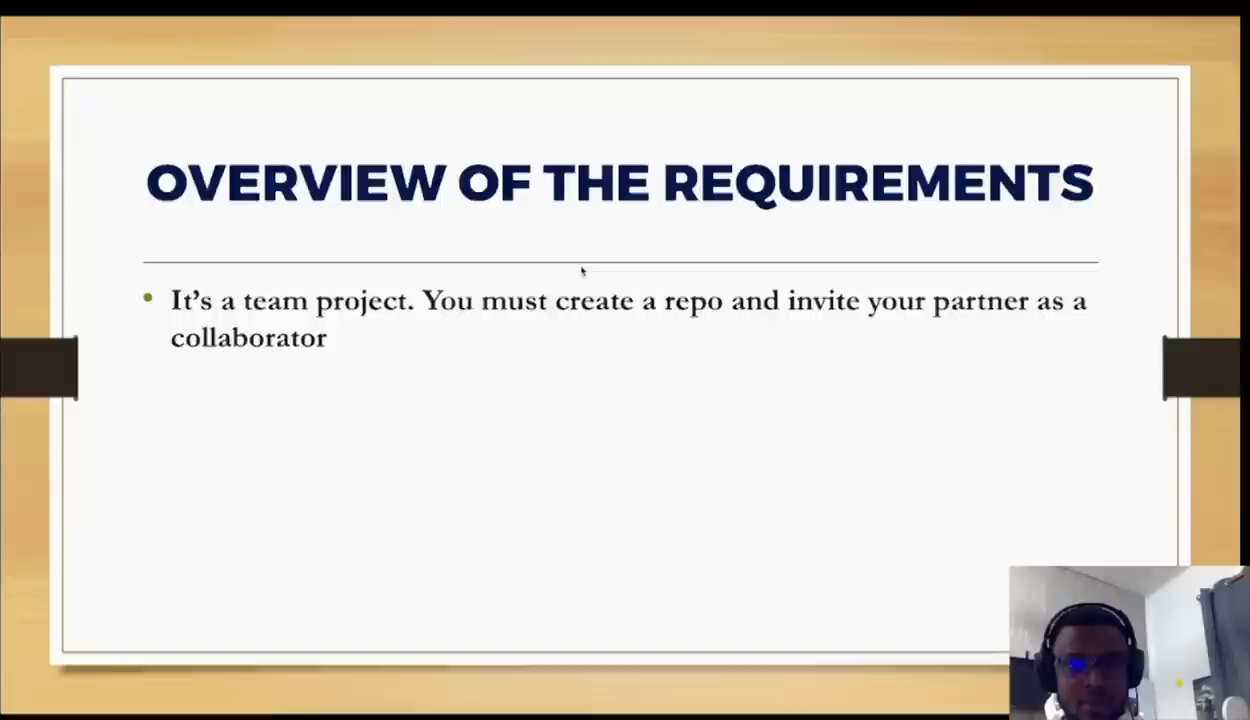 OVERVIEW OF THE REQUIREMENTS
It's a team project. You must create a repo and invite your partner as a
collaborator